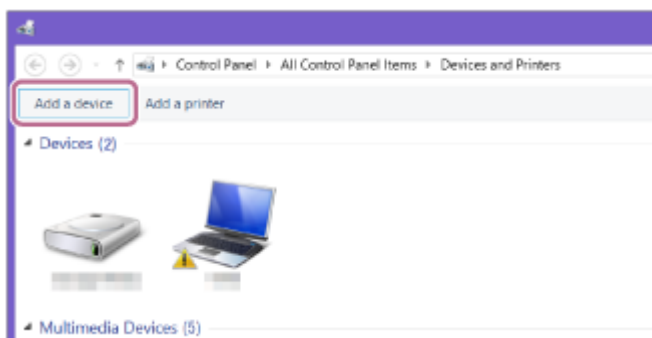 Control Panel All Control Panel Items Devices and Printers
Add a device Add a printer
Devices (2)
Multimedia Devices (5)